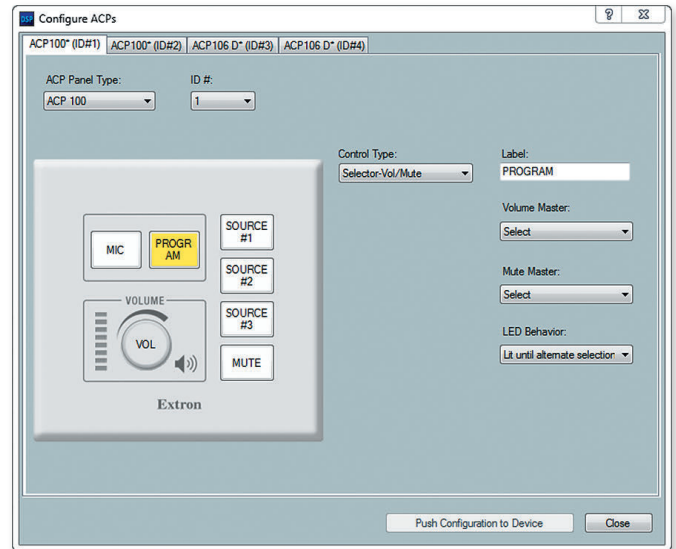 DSP Configure ACPs ?
ACP100* (ID#1) ACP100* (ID#2) ACP106 D* (ID#3) ACP106 D* (ID#4)
ACP Panel Type: ID #:
ACP 100 1
Control Type: Label:
Selector-Vol/Mute PROGRAM
Volume Master:
Select
Mute Master:
Select
LED Behavior:
Lit until alternate selection
MIC
PROGR
AM
SOURCE
#1
SOURCE
#2
SOURCE
#3
VOLUME
VOL
MUTE
Extron
Push Configuration to Device Close